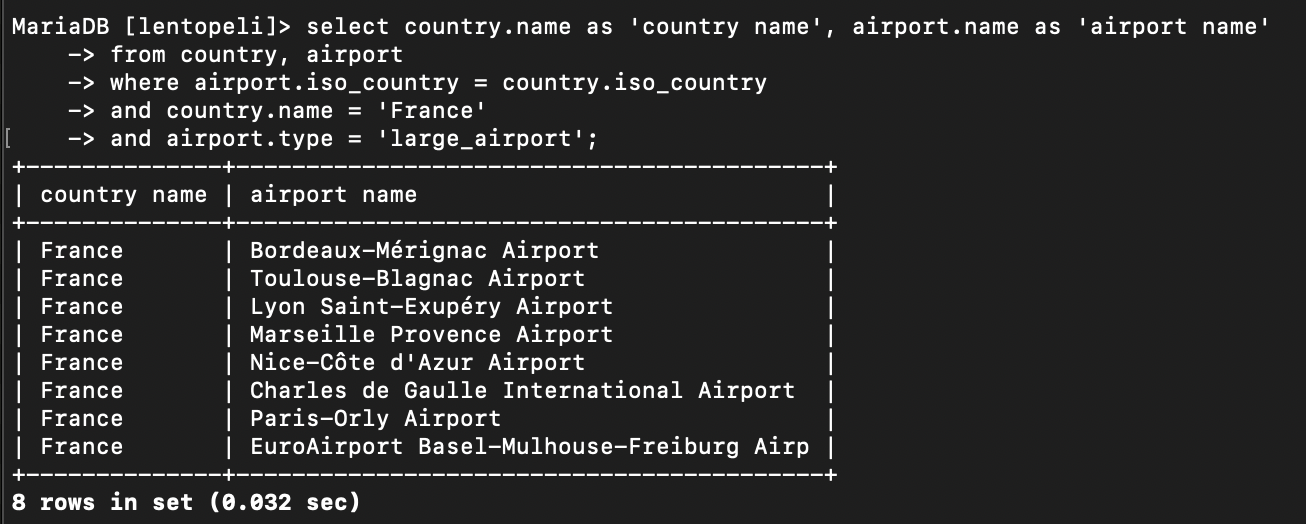 MariaDB [lentopeli]> select country.name as 'country name', airport.name as 'airport name'
    -> from country, airport
    -> where airport.iso_country = country.iso_country
    -> and country.name = 'France'
[    -> and airport.type = 'large_airport';
+--------------+------------------------------------------+
| country name | airport name                             |
+--------------+------------------------------------------+
| France       | Bordeaux-Mérignac Airport                |
| France       | Toulouse-Blagnac Airport                 |
| France       | Lyon Saint-Exupéry Airport               |
| France       | Marseille Provence Airport               |
| France       | Nice-Côte d'Azur Airport                 |
| France       | Charles de Gaulle International Airport  |
| France       | Paris-Orly Airport                       |
| France       | EuroAirport Basel-Mulhouse-Freiburg Airp |
+--------------+------------------------------------------+
8 rows in set (0.032 sec)